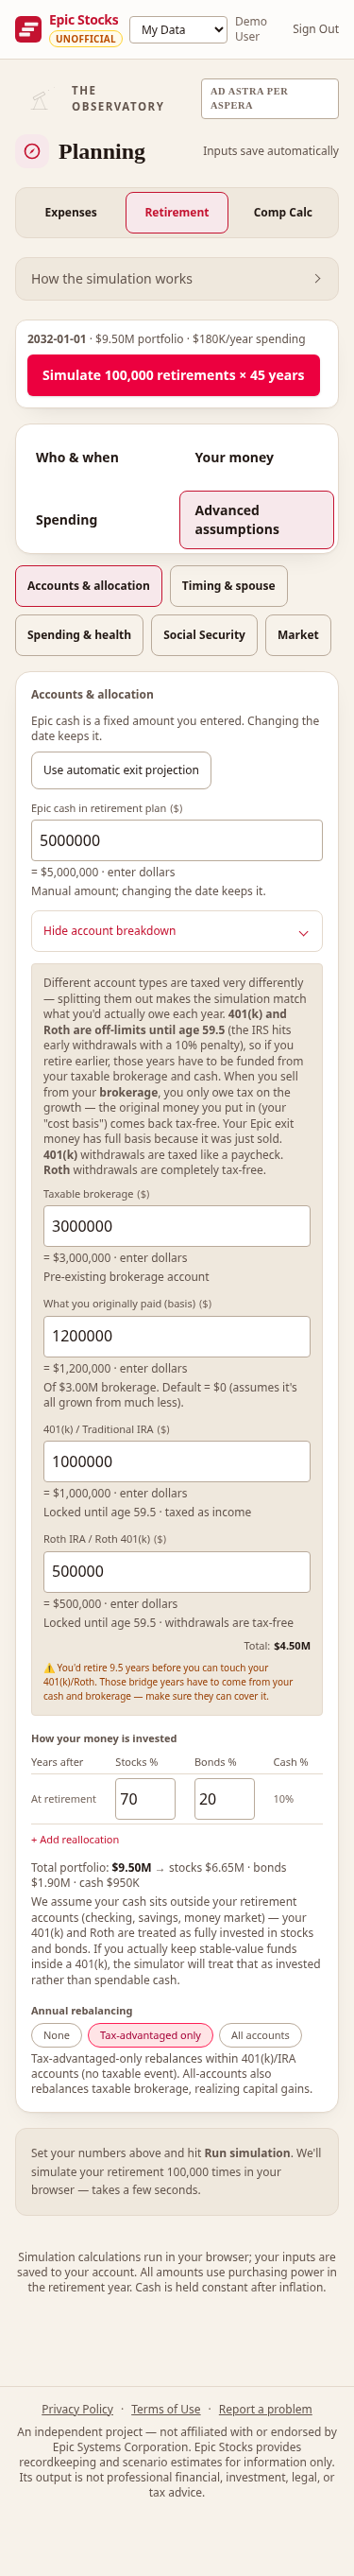 Epic Stocks
UNOFFICIAL
My Data
Demo
User
Sign Out
THE
OBSERVATORY
AD ASTRA PER
ASPERA
Planning
Inputs save automatically
Expenses
Retirement
Comp Calc
How the simulation works
2032-01-01 · $9.50M portfolio · $180K/year spending
Simulate 100,000 retirements × 45 years
Who & when
Your money
Spending
Advanced
assumptions
Accounts & allocation
Timing & spouse
Spending & health
Social Security
Market
Accounts & allocation
Epic cash is a fixed amount you entered. Changing the
date keeps it.
Use automatic exit projection
Epic cash in retirement plan ($)
5000000
= $5,000,000 · enter dollars
Manual amount; changing the date keeps it.
Hide account breakdown
Different account types are taxed very differently
— splitting them out makes the simulation match
what you'd actually owe each year. 401(k) and
Roth are off-limits until age 59.5 (the IRS hits
early withdrawals with a 10% penalty), so if you
retire earlier, those years have to be funded from
your taxable brokerage and cash. When you sell
from your brokerage, you only owe tax on the
growth — the original money you put in (your
"cost basis") comes back tax-free. Your Epic exit
money has full basis because it was just sold.
401(k) withdrawals are taxed like a paycheck.
Roth withdrawals are completely tax-free.
Taxable brokerage ($)
3000000
= $3,000,000 · enter dollars
Pre-existing brokerage account
What you originally paid (basis) ($)
1200000
= $1,200,000 · enter dollars
Of $3.00M brokerage. Default = $0 (assumes it's
all grown from much less).
401(k) / Traditional IRA ($)
1000000
= $1,000,000 · enter dollars
Locked until age 59.5 · taxed as income
Roth IRA / Roth 401(k) ($)
500000
= $500,000 · enter dollars
Locked until age 59.5 · withdrawals are tax-free
Total: $4.50M
⚠️ You'd retire 9.5 years before you can touch your
401(k)/Roth. Those bridge years have to come from your
cash and brokerage — make sure they can cover it.
How your money is invested
Years after Stocks % Bonds % Cash %
At retirement 70 20 10%
+ Add reallocation
Total portfolio: $9.50M → stocks $6.65M · bonds
$1.90M · cash $950K
We assume your cash sits outside your retirement
accounts (checking, savings, money market) — your
401(k) and Roth are treated as fully invested in stocks
and bonds. If you actually keep stable-value funds
inside a 401(k), the simulator will treat that as invested
rather than spendable cash.
Annual rebalancing
None
Tax-advantaged only
All accounts
Tax-advantaged-only rebalances within 401(k)/IRA
accounts (no taxable event). All-accounts also
rebalances taxable brokerage, realizing capital gains.
Set your numbers above and hit Run simulation. We'll
simulate your retirement 100,000 times in your
browser — takes a few seconds.
Simulation calculations run in your browser; your inputs are
saved to your account. All amounts use purchasing power in
the retirement year. Cash is held constant after inflation.
Privacy Policy · Terms of Use · Report a problem
An independent project — not affiliated with or endorsed by
Epic Systems Corporation. Epic Stocks provides
recordkeeping and scenario estimates for information only.
Its output is not professional financial, investment, legal, or
tax advice.